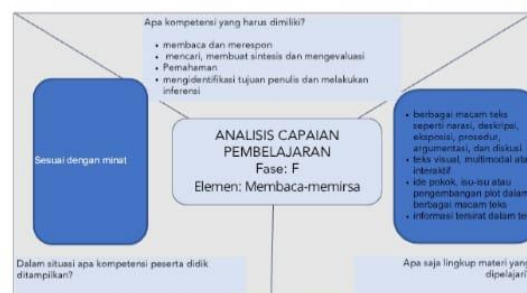 Apa kompetensi yang harus dimiliki?
• membaca dan merespon
• mencari, membuat sintesis dan mengevaluasi
• Pemahaman
• mengidentifikasi tujuan penulis dan melakukan
inferensi
Sesuai dengan minat
ANALISIS CAPAIAN
PEMBELAJARAN
Fase: F
Elemen: Membaca-memirsa
• berbagai macam teks
seperti narasi, deskripsi,
eksposisi, prosedur,
argumentasi, dan diskusi
• teks visual, multimodal ata
interaktif
• ide pokok, isu-isu atau
pengembangan plot dalam
berbagai macam teks
• informasi tersirat dalam te
Dalam situasi apa kompetensi peserta didik
ditampilkan?
Apa saja lingkup materi yang
dipelajari?